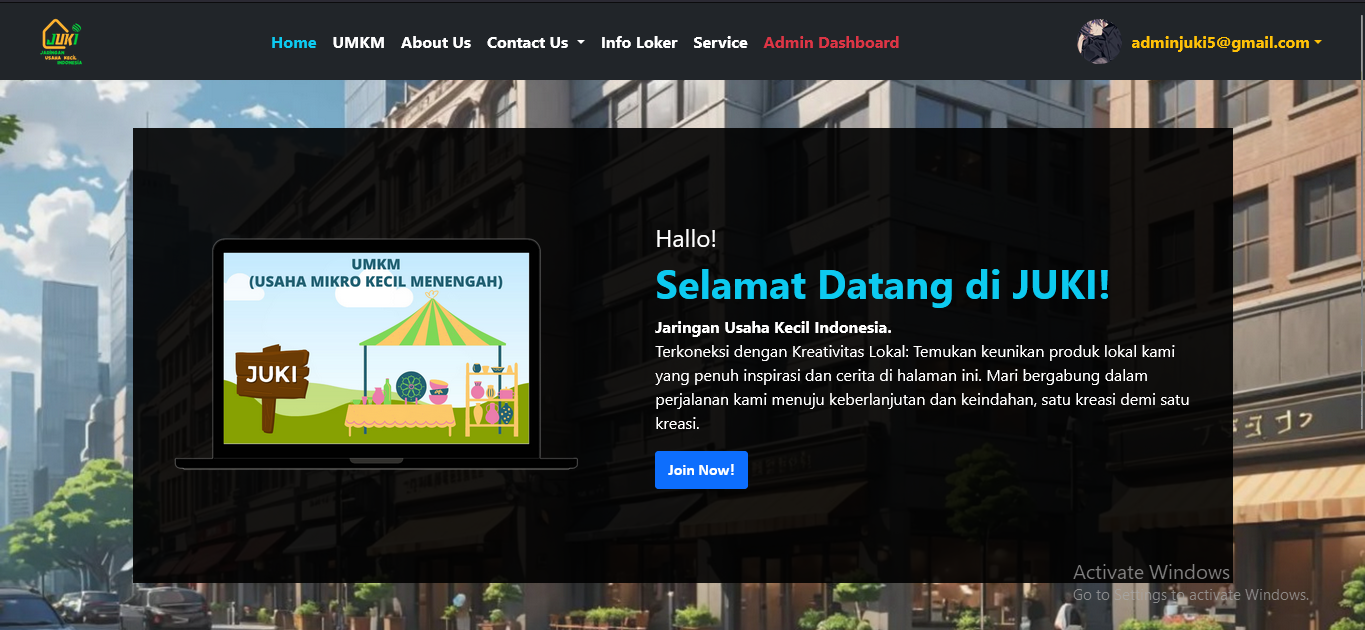 JUKI
JARINGAN
USAHA KECIL
INDONESIA
Home UMKM About Us Contact Us Info Loker Service Admin Dashboard
adminjuki5@gmail.com
UMKM
(USAHA MIKRO KECIL MENENGAH)
JUKI
Hallo!
Selamat Datang di JUKI!
Jaringan Usaha Kecil Indonesia.
Terkoneksi dengan Kreativitas Lokal: Temukan keunikan produk lokal kami
yang penuh inspirasi dan cerita di halaman ini. Mari bergabung dalam
perjalanan kami menuju keberlanjutan dan keindahan, satu kreasi demi satu
kreasi.
Join Now!
Activate Windows
Go to Settings to activate Windows.